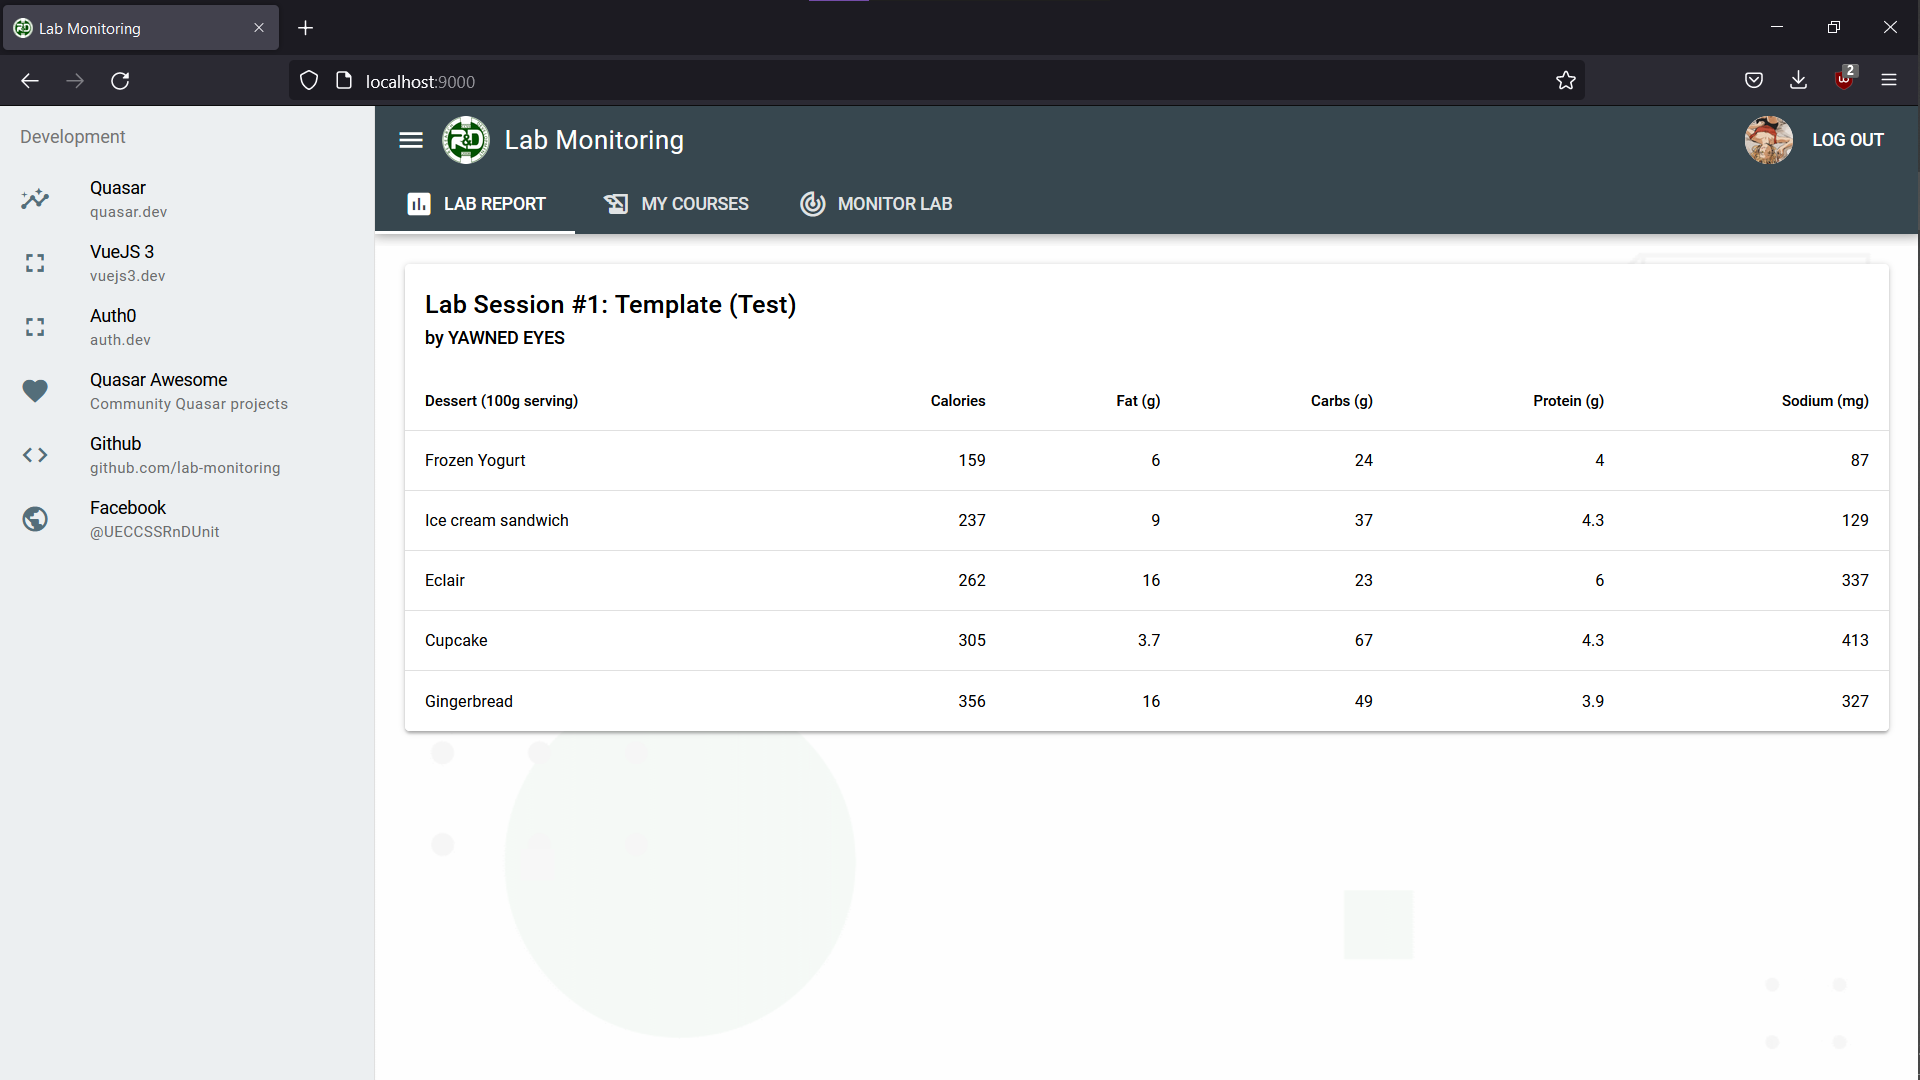 Lab Monitoring
localhost:9000
2
Development
Quasar
quasar.dev
VueJS 3
vuejs3.dev
Auth0
auth.dev
Quasar Awesome
Community Quasar projects
Github
github.com/lab-monitoring
Facebook
@UECCSSRnDUnit
R&D Lab Monitoring
LOG OUT
LAB REPORT MY COURSES MONITOR LAB
Lab Session #1: Template (Test)
by YAWNED EYES
Dessert (100g serving) Calories Fat (g) Carbs (g) Protein (g) Sodium (mg)
Frozen Yogurt 159 6 24 4 87
Ice cream sandwich 237 9 37 4.3 129
Eclair 262 16 23 6 337
Cupcake 305 3.7 67 4.3 413
Gingerbread 356 16 49 3.9 327